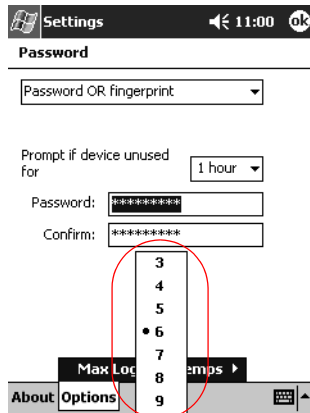 Settings 11:00 ok
Password
Password OR fingerprint
Prompt if device unused
for 1 hour
Password: *********
Confirm: *********
3
4
5
6
7
8
9
Max Log emps
About Options